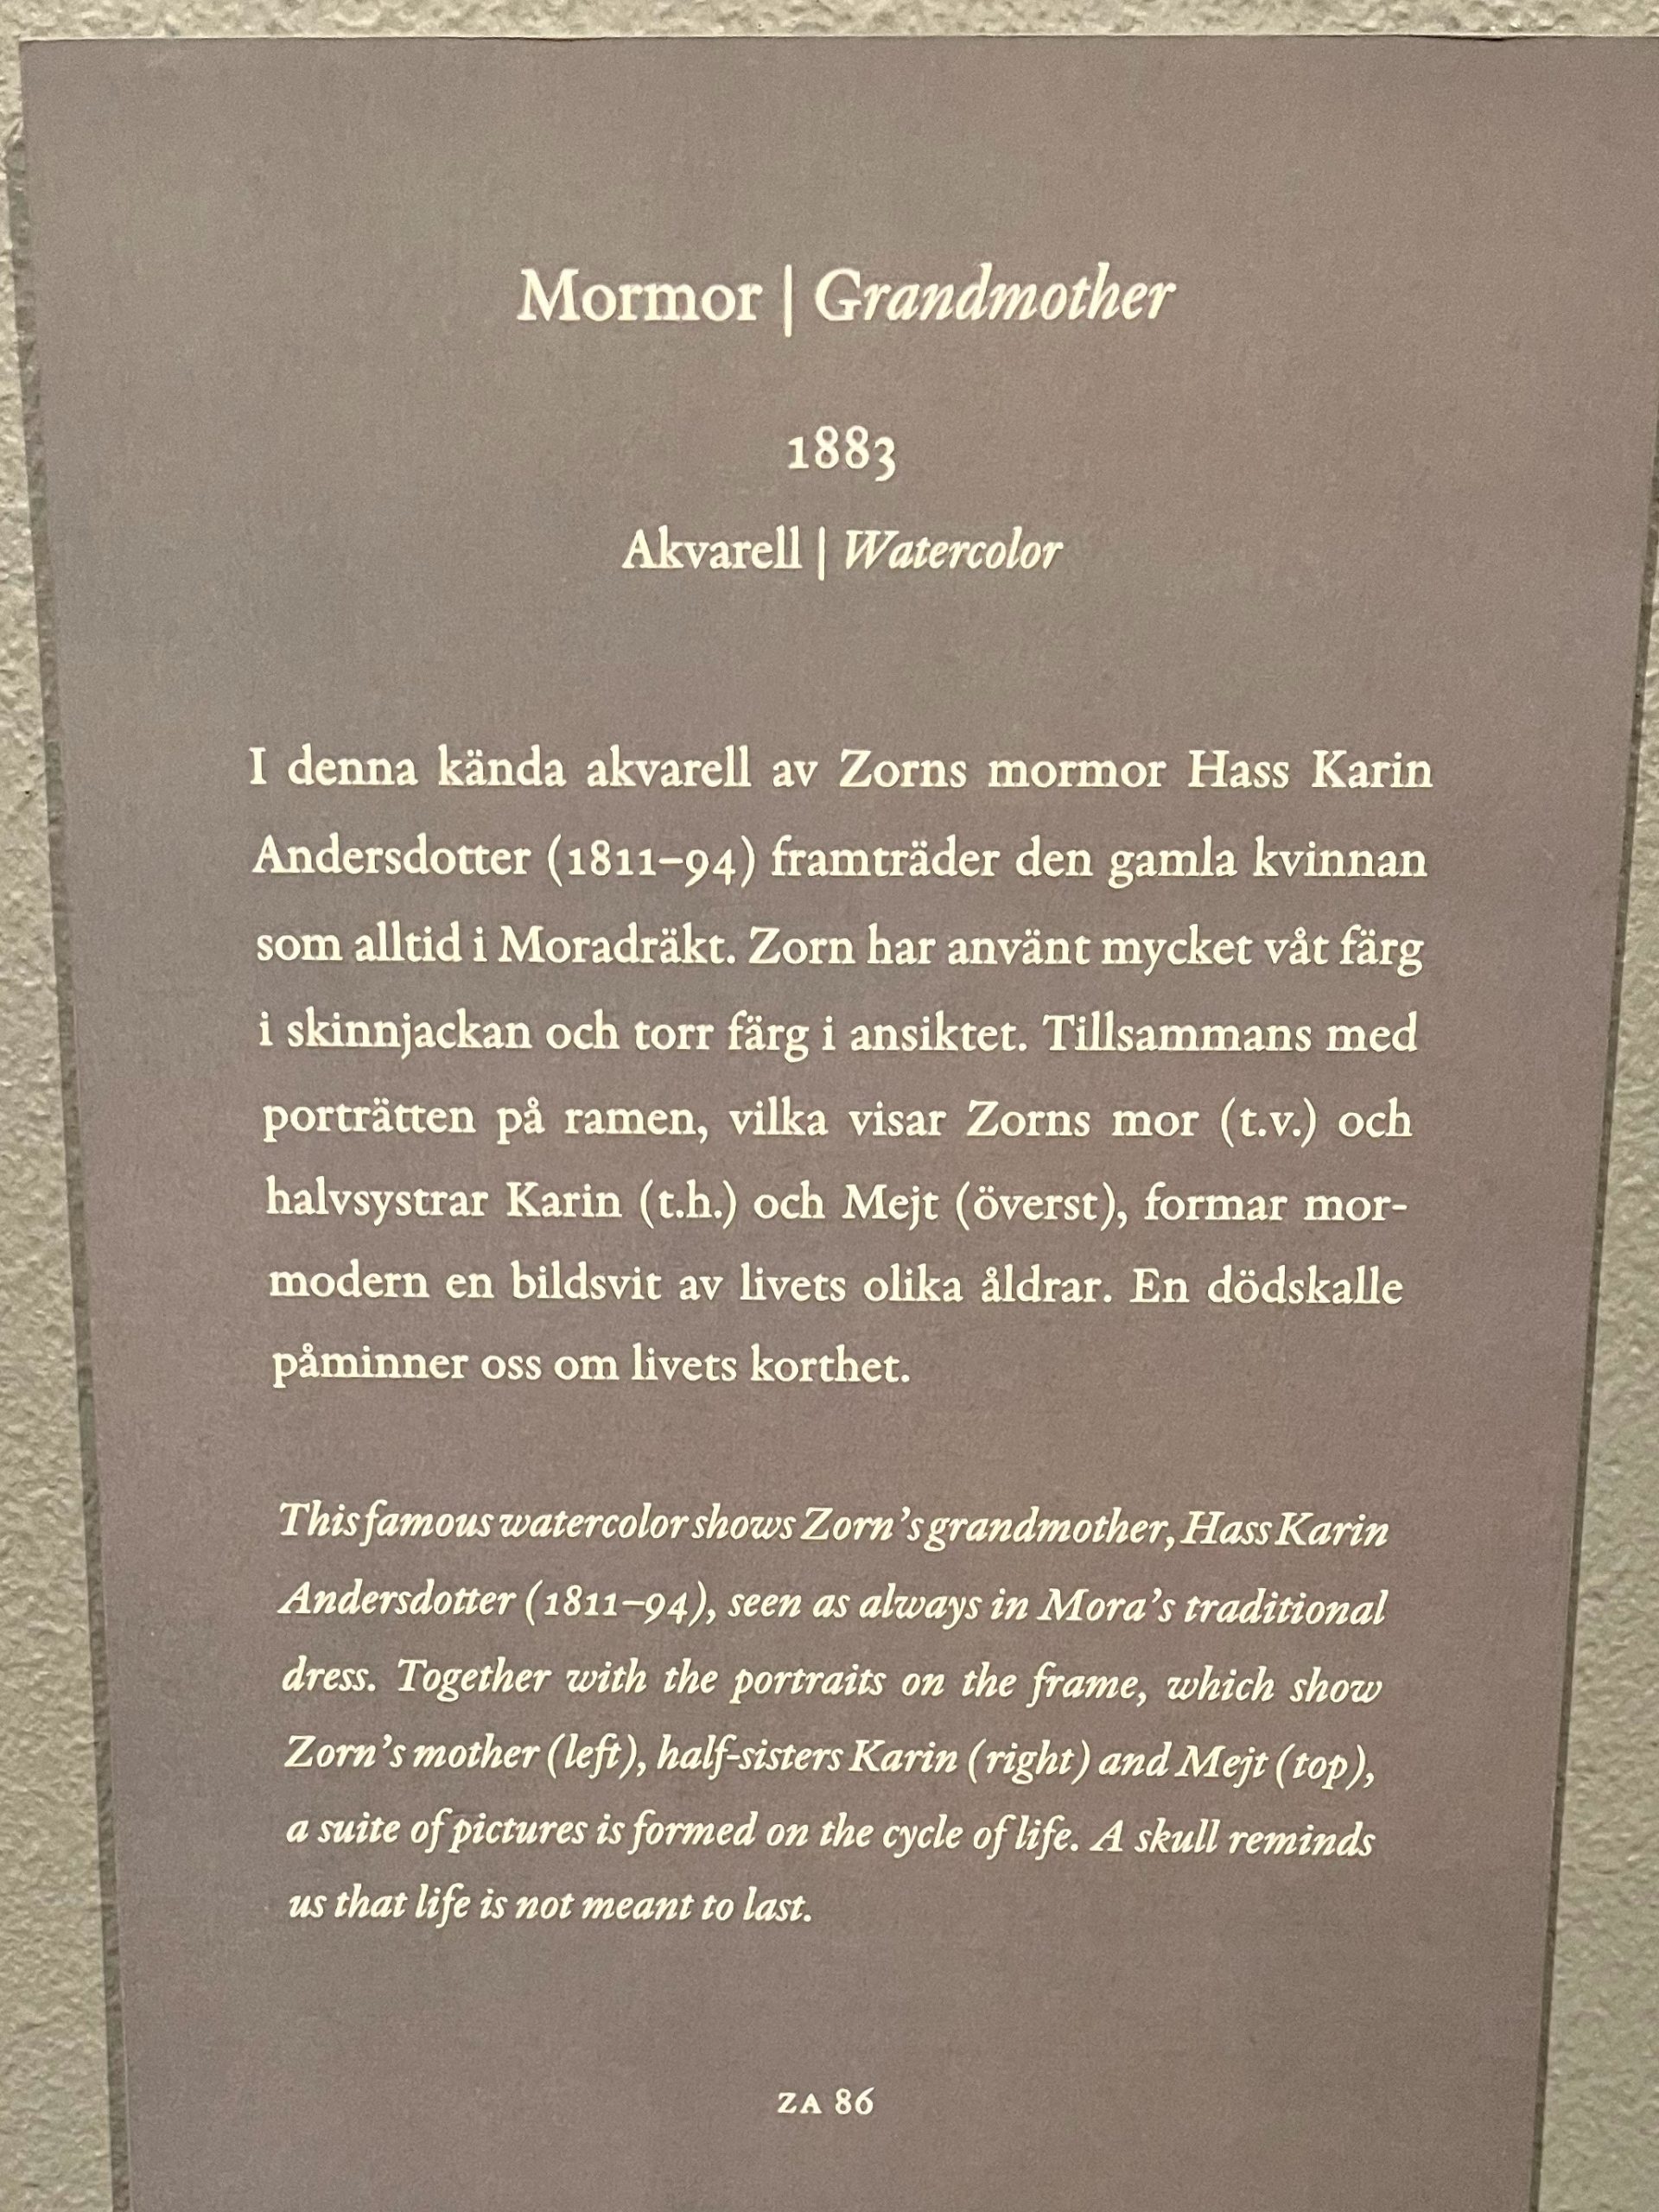 Mormor | Grandmother
1883
Akvarell | Watercolor
I denna kända akvarell av Zorns mormor Hass Karin
Andersdotter (1811–94) framträder den gamla kvinnan
som alltid i Moradräkt. Zorn har använt mycket våt färg
i skinnjackan och torr färg i ansiktet. Tillsammans med
porträtten på ramen, vilka visar Zorns mor (t.v.) och
halvsystrar Karin (t.h.) och Mejt (överst), formar mor-
modern en bildsvit av livets olika åldrar. En dödskalle
påminner oss om livets korthet.
This famous watercolor shows Zorn’s grandmother, Hass Karin
Andersdotter (1811–94), seen as always in Mora’s traditional
dress. Together with the portraits on the frame, which show
Zorn’s mother (left), half-sisters Karin (right) and Mejt (top),
a suite of pictures is formed on the cycle of life. A skull reminds
us that life is not meant to last.
ZA 86